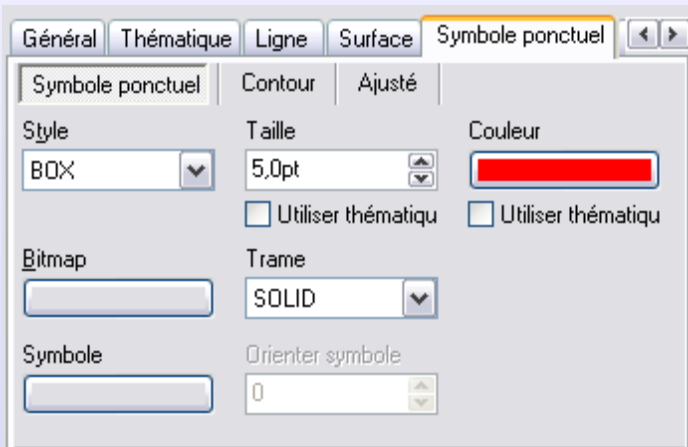 Général Thématique Ligne Surface Symbole ponctuel
Symbole ponctuel Contour Ajusté
Style Taille Couleur
BOX 5,0pt
Utiliser thématiqu Utiliser thématiqu
Bitmap Trame
SOLID
Symbole Orienter symbole
0